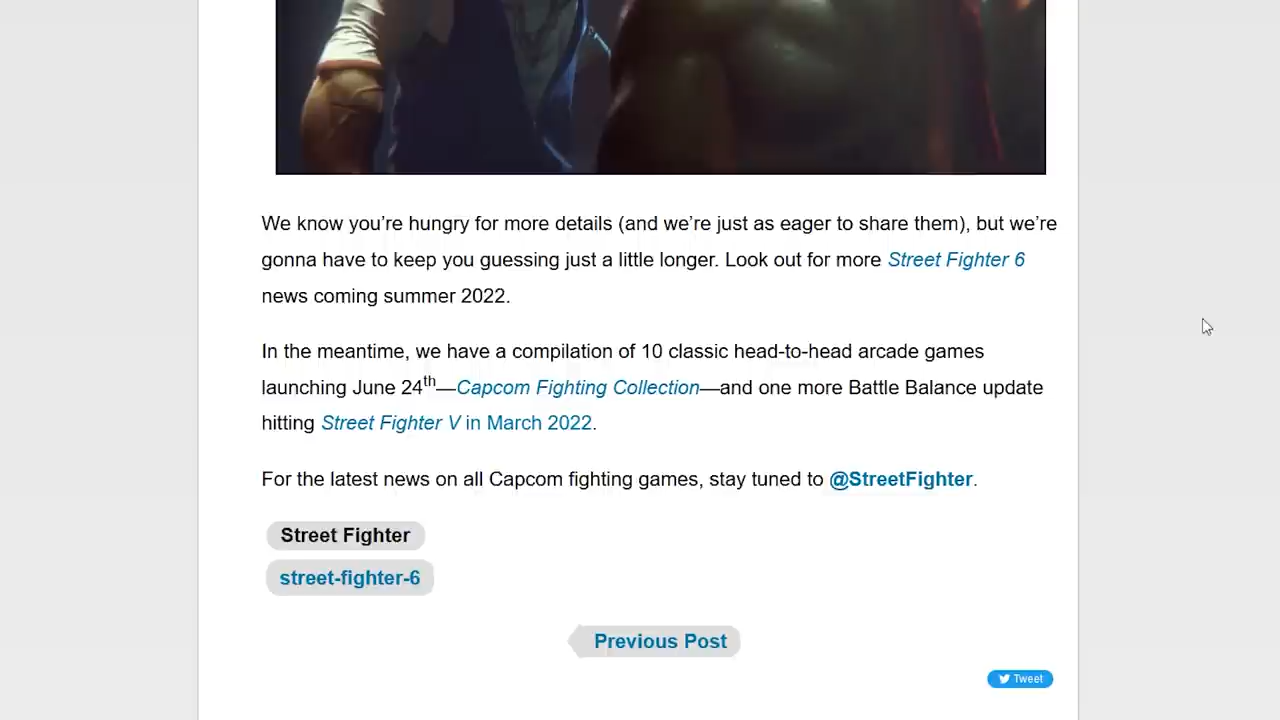 We know you’re hungry for more details (and we’re just as eager to share them), but we’re
gonna have to keep you guessing just a little longer. Look out for more Street Fighter 6
news coming summer 2022.
In the meantime, we have a compilation of 10 classic head-to-head arcade games
launching June 24th—Capcom Fighting Collection—and one more Battle Balance update
hitting Street Fighter V in March 2022.
For the latest news on all Capcom fighting games, stay tuned to @StreetFighter.
Street Fighter
street-fighter-6
Previous Post
Tweet